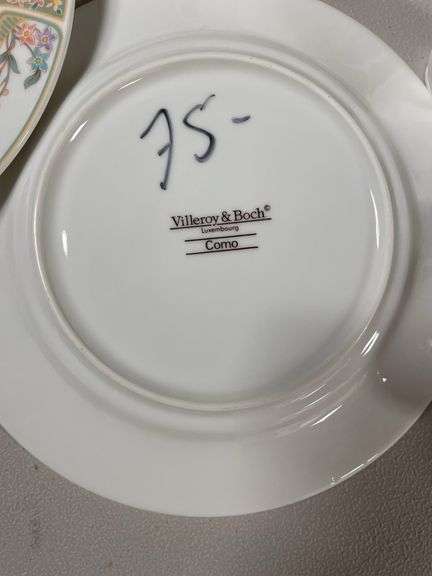 75-
Villeroy & Boch©
Luxembourg
Como